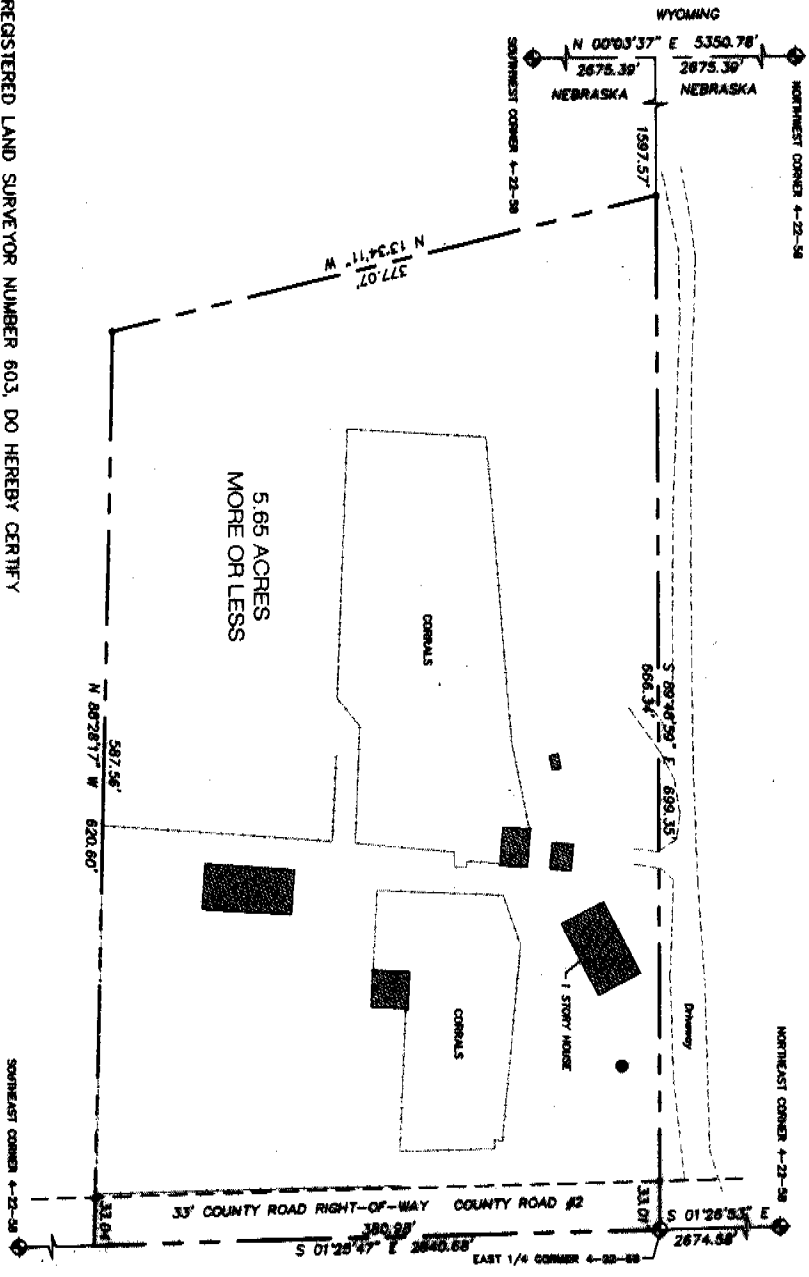 WYOMING
N 00°03'37" E 5350.78'
2675.39' 2675.39'
NEBRASKA NEBRASKA
NORTHWEST CORNER 4-22-58
SOUTHWEST CORNER 4-22-58
1597.57'
N 13°34'11" W
377.07'
S 89°48'59" E 699.35'
666.34'
5.65 ACRES
MORE OR LESS
CORRALS
CORRALS
1 STORY HOUSE
Driveway
587.56'
N 88°28'17" W 620.60'
NORTHEAST CORNER 4-22-58
S 01°26'53" E
2674.58'
33.01'
33' COUNTY ROAD RIGHT-OF-WAY COUNTY ROAD #2
380.98'
S 01°25'47" E 2640.68'
33.04'
EAST 1/4 CORNER 4-22-58
SOUTHEAST CORNER 4-22-58
REGISTERED LAND SURVEYOR NUMBER 603, DO HEREBY CERTIFY